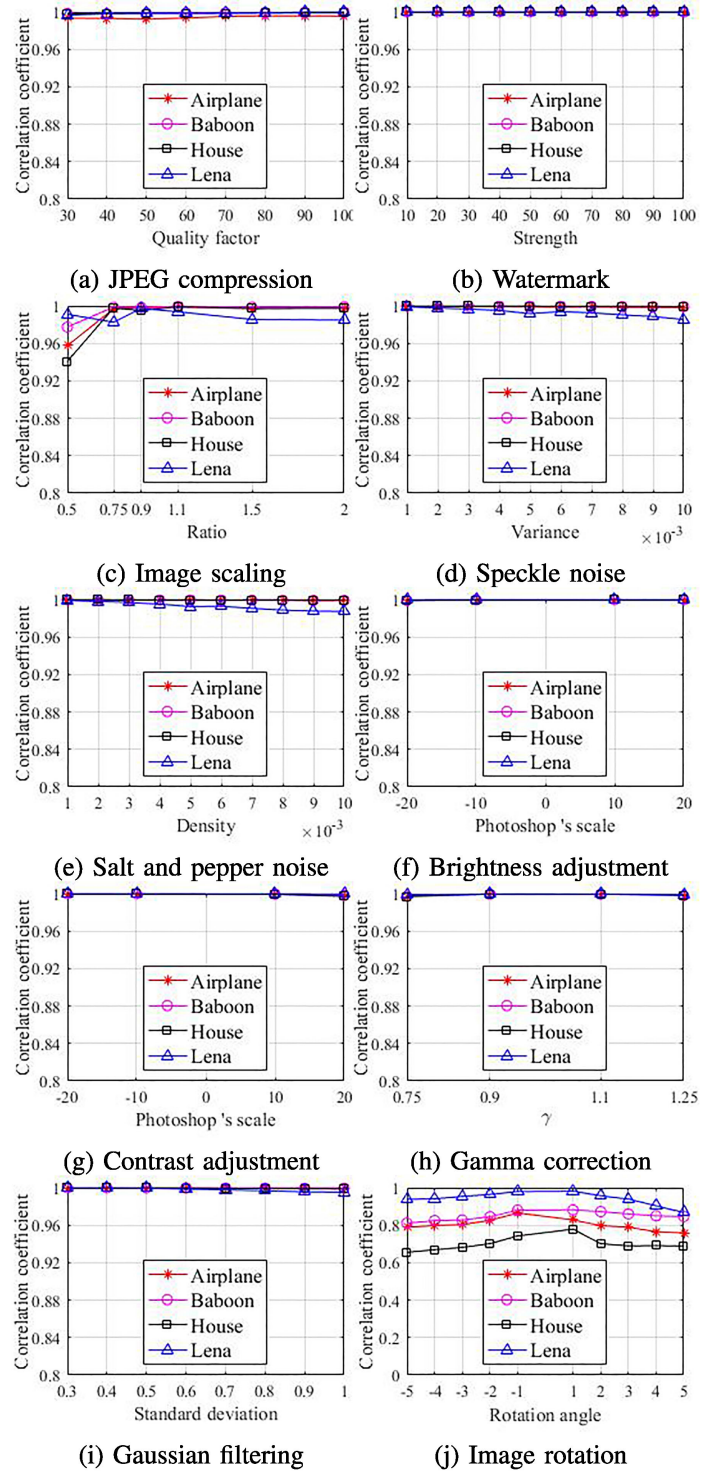 Correlation coefficient
1
0.96
0.92
0.88
0.84
0.8
Airplane
Baboon
House
Lena
30 40 50 60 70 80 90 100
Quality factor
(a) JPEG compression
Correlation coefficient
1
0.96
0.92
0.88
0.84
0.8
Airplane
Baboon
House
Lena
10 20 30 40 50 60 70 80 90 100
Strength
(b) Watermark
Correlation coefficient
1
0.96
0.92
0.88
0.84
0.8
Airplane
Baboon
House
Lena
0.5 0.75 0.9 1.1 1.5 2
Ratio
(c) Image scaling
Correlation coefficient
1
0.96
0.92
0.88
0.84
0.8
Airplane
Baboon
House
Lena
1 2 3 4 5 6 7 8 9 10
Variance
×10⁻³
(d) Speckle noise
Correlation coefficient
1
0.96
0.92
0.88
0.84
0.8
Airplane
Baboon
House
Lena
1 2 3 4 5 6 7 8 9 10
Density
×10⁻³
(e) Salt and pepper noise
Correlation coefficient
1
0.96
0.92
0.88
0.84
0.8
Airplane
Baboon
House
Lena
-20 -10 0 10 20
Photoshop 's scale
(f) Brightness adjustment
Correlation coefficient
1
0.96
0.92
0.88
0.84
0.8
Airplane
Baboon
House
Lena
-20 -10 0 10 20
Photoshop 's scale
(g) Contrast adjustment
Correlation coefficient
1
0.96
0.92
0.88
0.84
0.8
Airplane
Baboon
House
Lena
0.75 0.9 1.1 1.25
γ
(h) Gamma correction
Correlation coefficient
1
0.96
0.92
0.88
0.84
0.8
Airplane
Baboon
House
Lena
0.3 0.4 0.5 0.6 0.7 0.8 0.9 1
Standard deviation
(i) Gaussian filtering
Correlation coefficient
1
0.8
0.6
0.4
0.2
0
Airplane
Baboon
House
Lena
-5 -4 -3 -2 -1 1 2 3 4 5
Rotation angle
(j) Image rotation